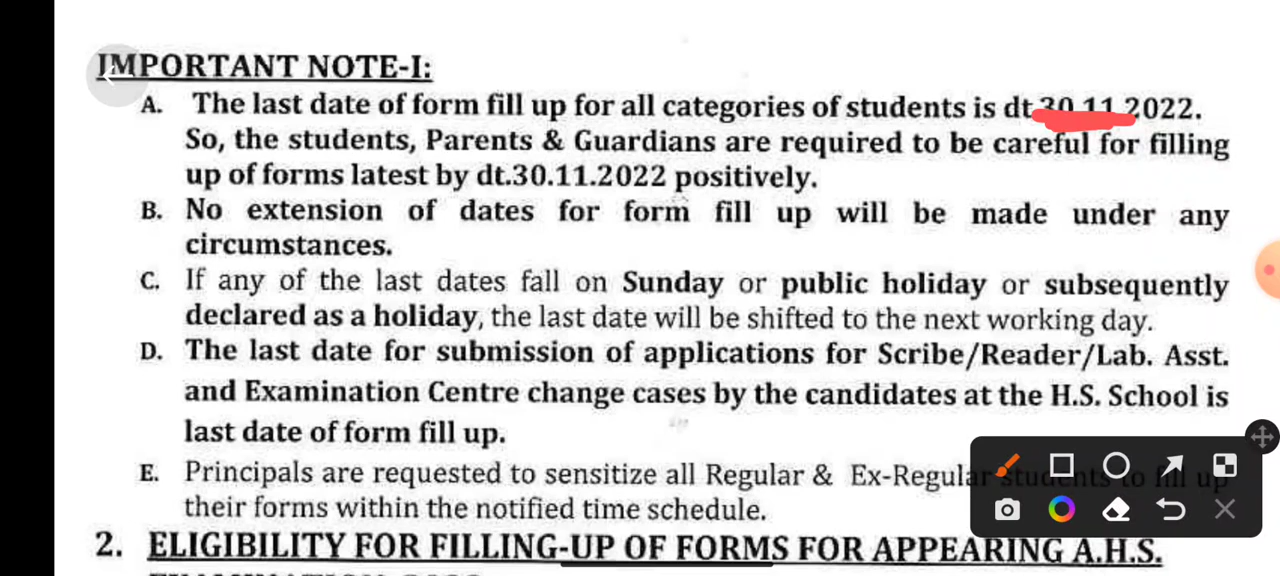 IMPORTANT NOTE-I:
A. The last date of form fill up for all categories of students is dt.30.11.2022.
So, the students, Parents & Guardians are required to be careful for filling
up of forms latest by dt.30.11.2022 positively.
B. No extension of dates for form fill up will be made under any
circumstances.
C. If any of the last dates fall on Sunday or public holiday or subsequently
declared as a holiday, the last date will be shifted to the next working day.
D. The last date for submission of applications for Scribe/Reader/Lab. Asst.
and Examination Centre change cases by the candidates at the H.S. School is
last date of form fill up.
E. Principals are requested to sensitize all Regular & Ex-Regular students to fill up
their forms within the notified time schedule.
2. ELIGIBILITY FOR FILLING-UP OF FORMS FOR APPEARING A.H.S.